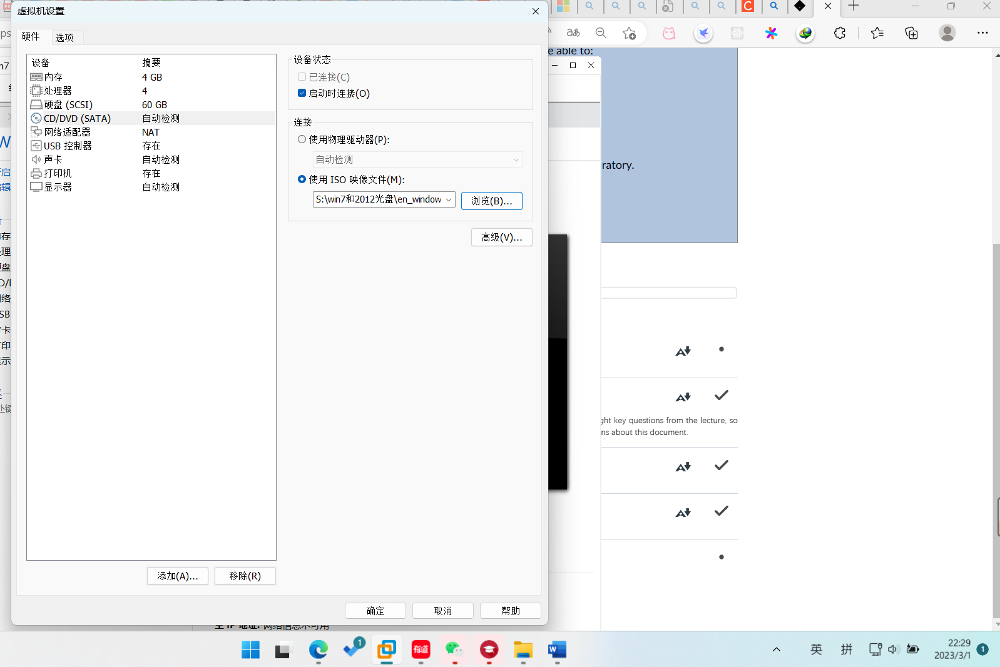 虚拟机设置
硬件
选项
设备
摘要
内存
4 GB
处理器
4
硬盘 (SCSI)
60 GB
CD/DVD (SATA)
自动检测
网络适配器
NAT
USB 控制器
存在
声卡
自动检测
打印机
存在
显示器
自动检测
添加(A)...
移除(R)
设备状态
已连接(C)
启动时连接(O)
连接
使用物理驱动器(P):
自动检测
使用 ISO 映像文件(M):
S:\win7和2012光盘\en_window
浏览(B)...
高级(V)...
确定
取消
帮助
able to:
ratory.
key questions from the lecture, so
about this document.
英
拼
22:29
2023/3/1
1
1
有道